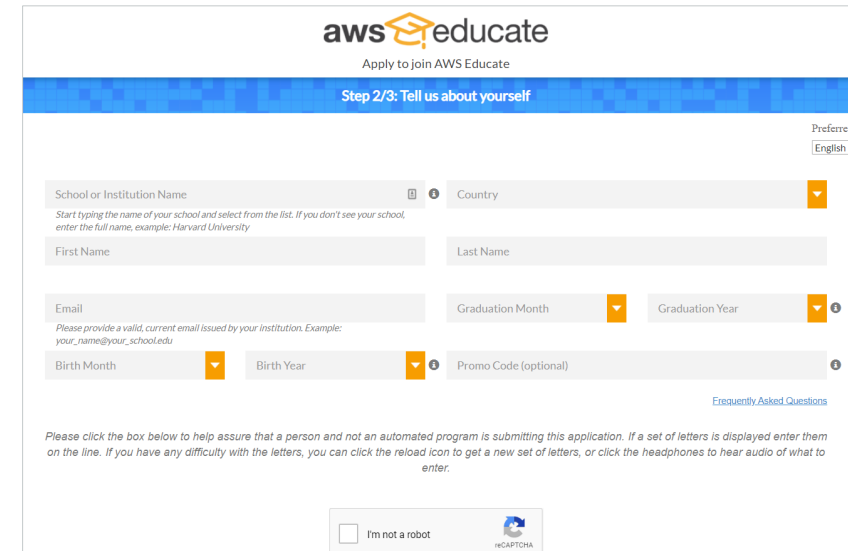 aws educate
Apply to join AWS Educate
Step 2/3: Tell us about yourself
Preferre
English
School or Institution Name
Country
Start typing the name of your school and select from the list. If you don't see your school,
enter the full name, example: Harvard University
First Name
Last Name
Email
Graduation Month
Graduation Year
Please provide a valid, current email issued by your institution. Example:
your_name@your_school.edu
Birth Month
Birth Year
Promo Code (optional)
Frequently Asked Questions
Please click the box below to help assure that a person and not an automated program is submitting this application. If a set of letters is displayed enter them
on the line. If you have any difficulty with the letters, you can click the reload icon to get a new set of letters, or click the headphones to hear audio of what to
enter.
I'm not a robot
reCAPTCHA